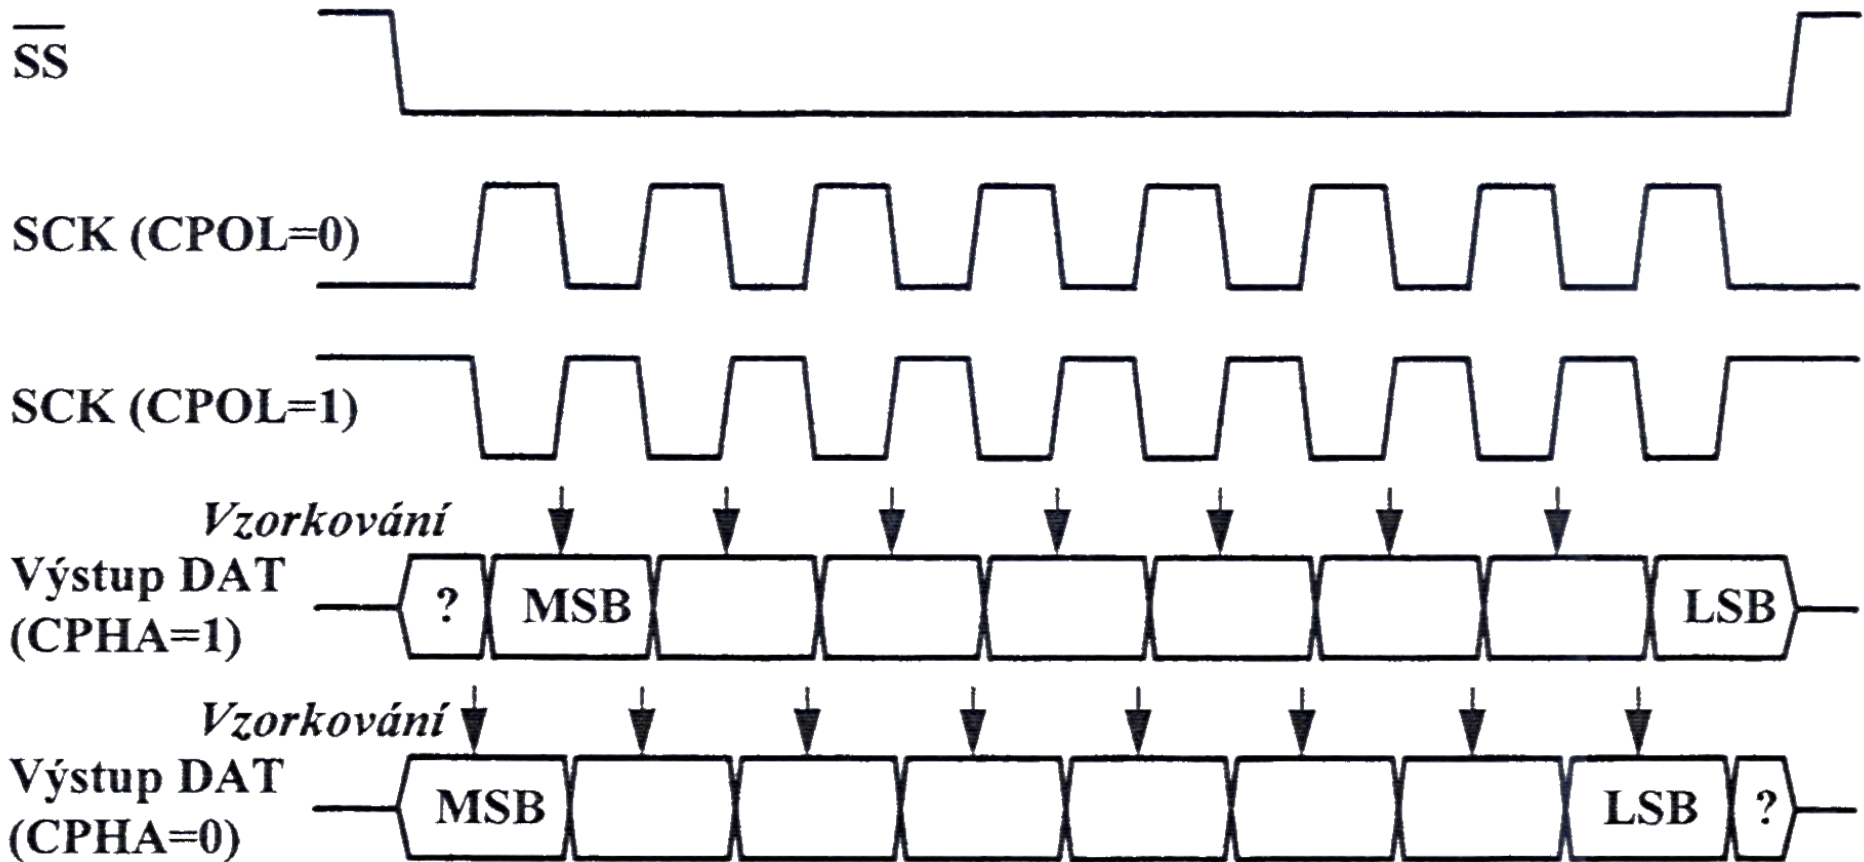 S̅S̅
SCK (CPOL=0)
SCK (CPOL=1)
Vzorkování
Výstup DAT
(CPHA=1)
? MSB LSB
Vzorkování
Výstup DAT
(CPHA=0)
MSB LSB ?